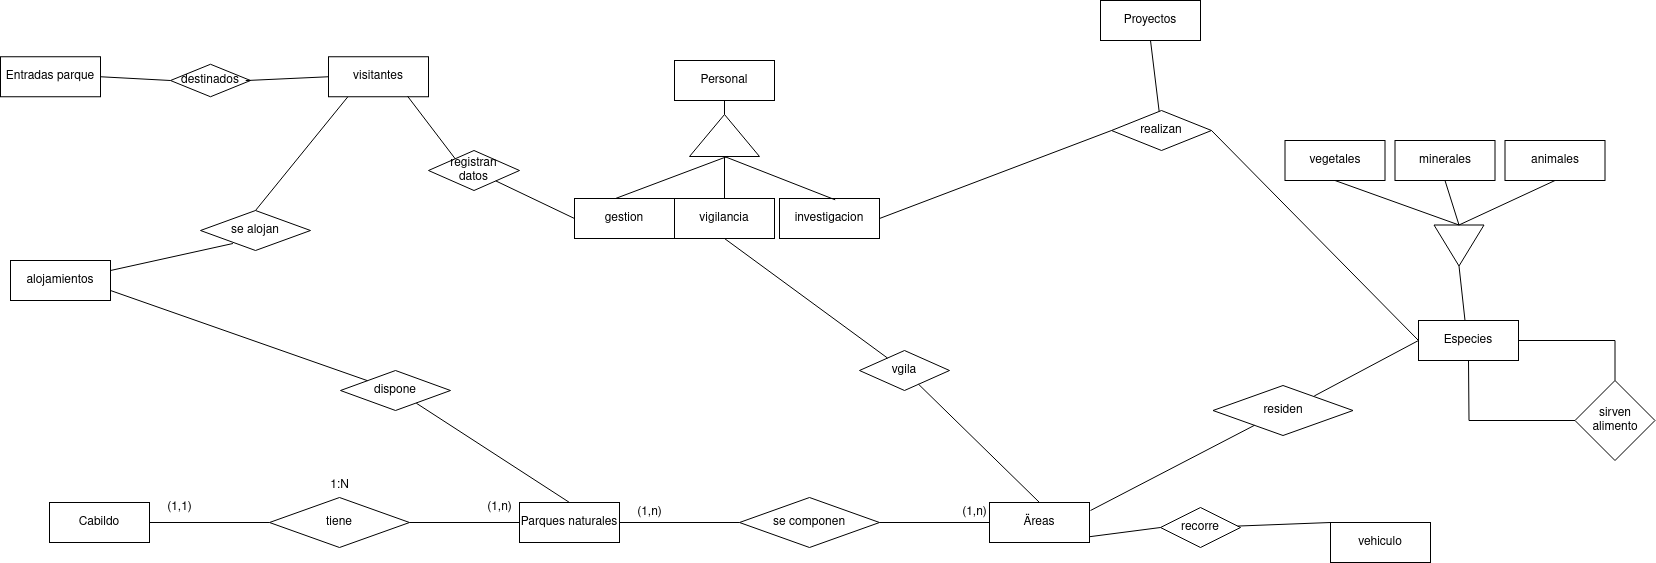 Proyectos
Entradas parque
destinados
visitantes
Personal
realizan
vegetales
minerales
animales
registran
datos
gestion
vigilancia
investigacion
se alojan
alojamientos
Especies
vgila
dispone
residen
sirven
alimento
1:N
(1,1)
(1,n)
(1,n)
(1,n)
Cabildo
tiene
Parques naturales
se componen
Äreas
recorre
vehiculo